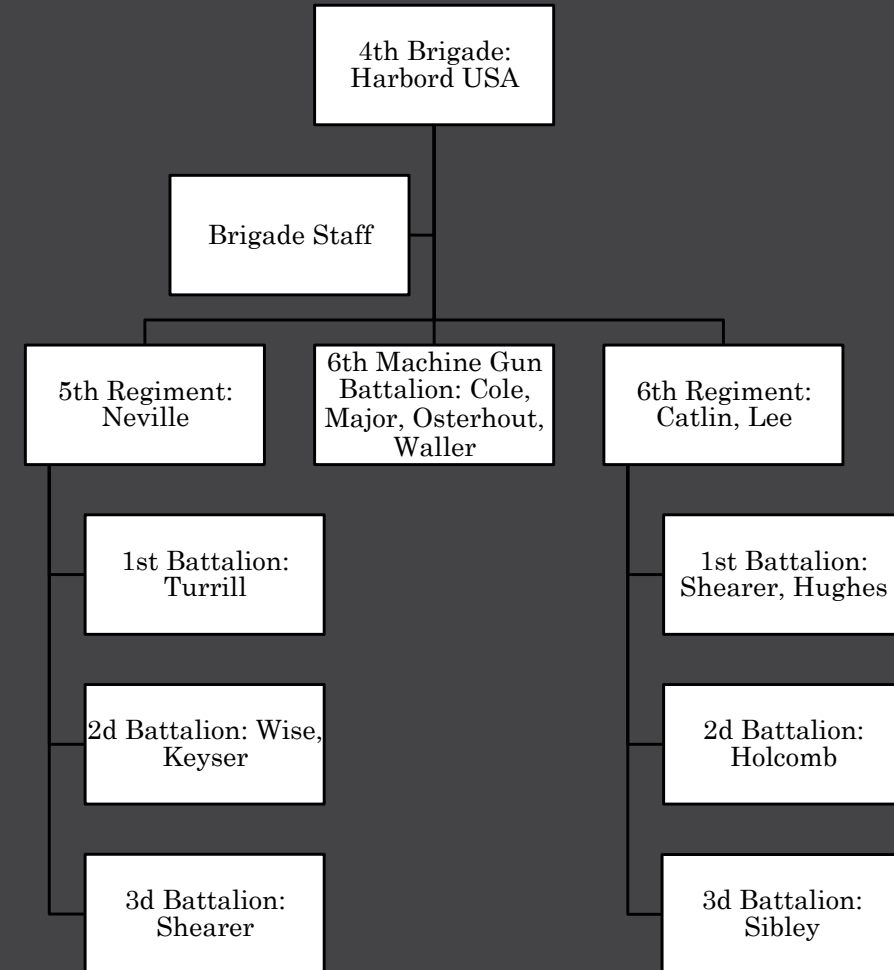 4th Brigade:
Harbord USA
Brigade Staff
5th Regiment:
Neville
6th Machine Gun
Battalion: Cole,
Major, Osterhout,
Waller
6th Regiment:
Catlin, Lee
1st Battalion:
Turrill
2d Battalion: Wise,
Keyser
3d Battalion:
Shearer
1st Battalion:
Shearer, Hughes
2d Battalion:
Holcomb
3d Battalion:
Sibley